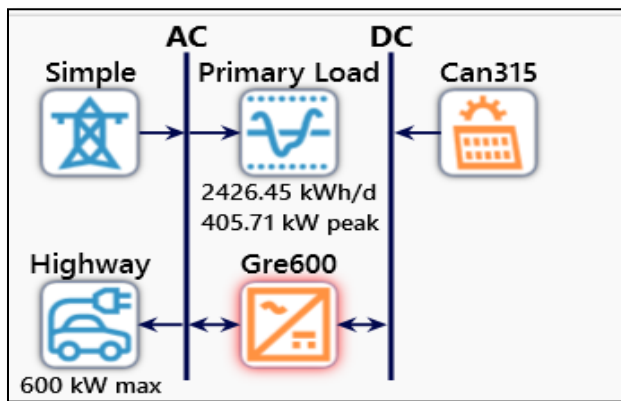 AC DC
Simple Primary Load Can315
2426.45 kWh/d
405.71 kW peak
Highway Gre600
600 kW max